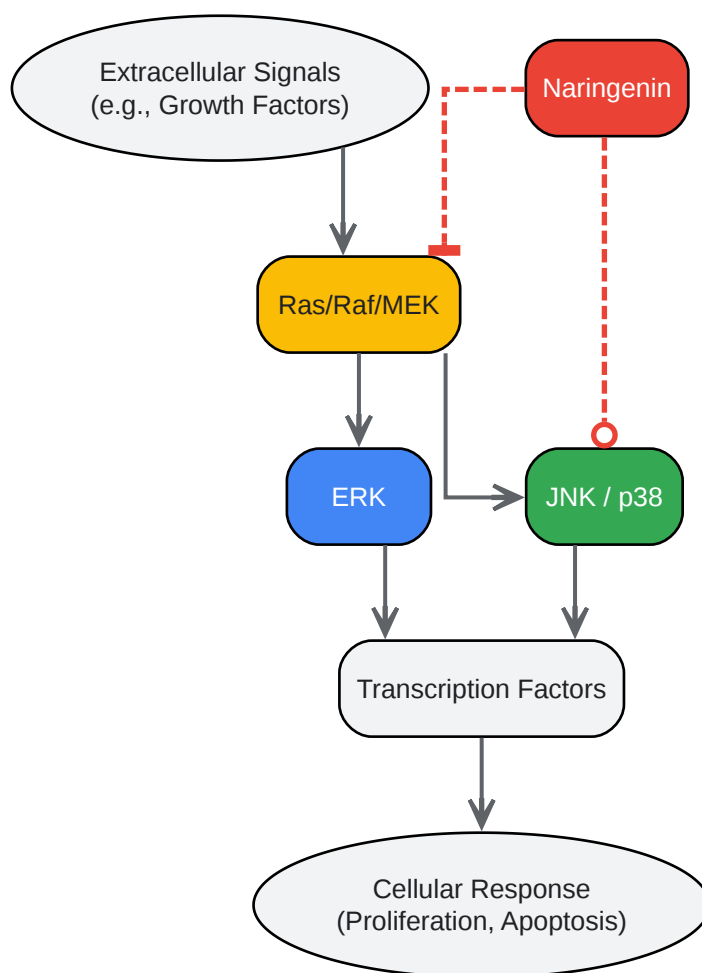 Extracellular Signals
(e.g., Growth Factors)
Naringenin
Ras/Raf/MEK
ERK
JNK / p38
Transcription Factors
Cellular Response
(Proliferation, Apoptosis)